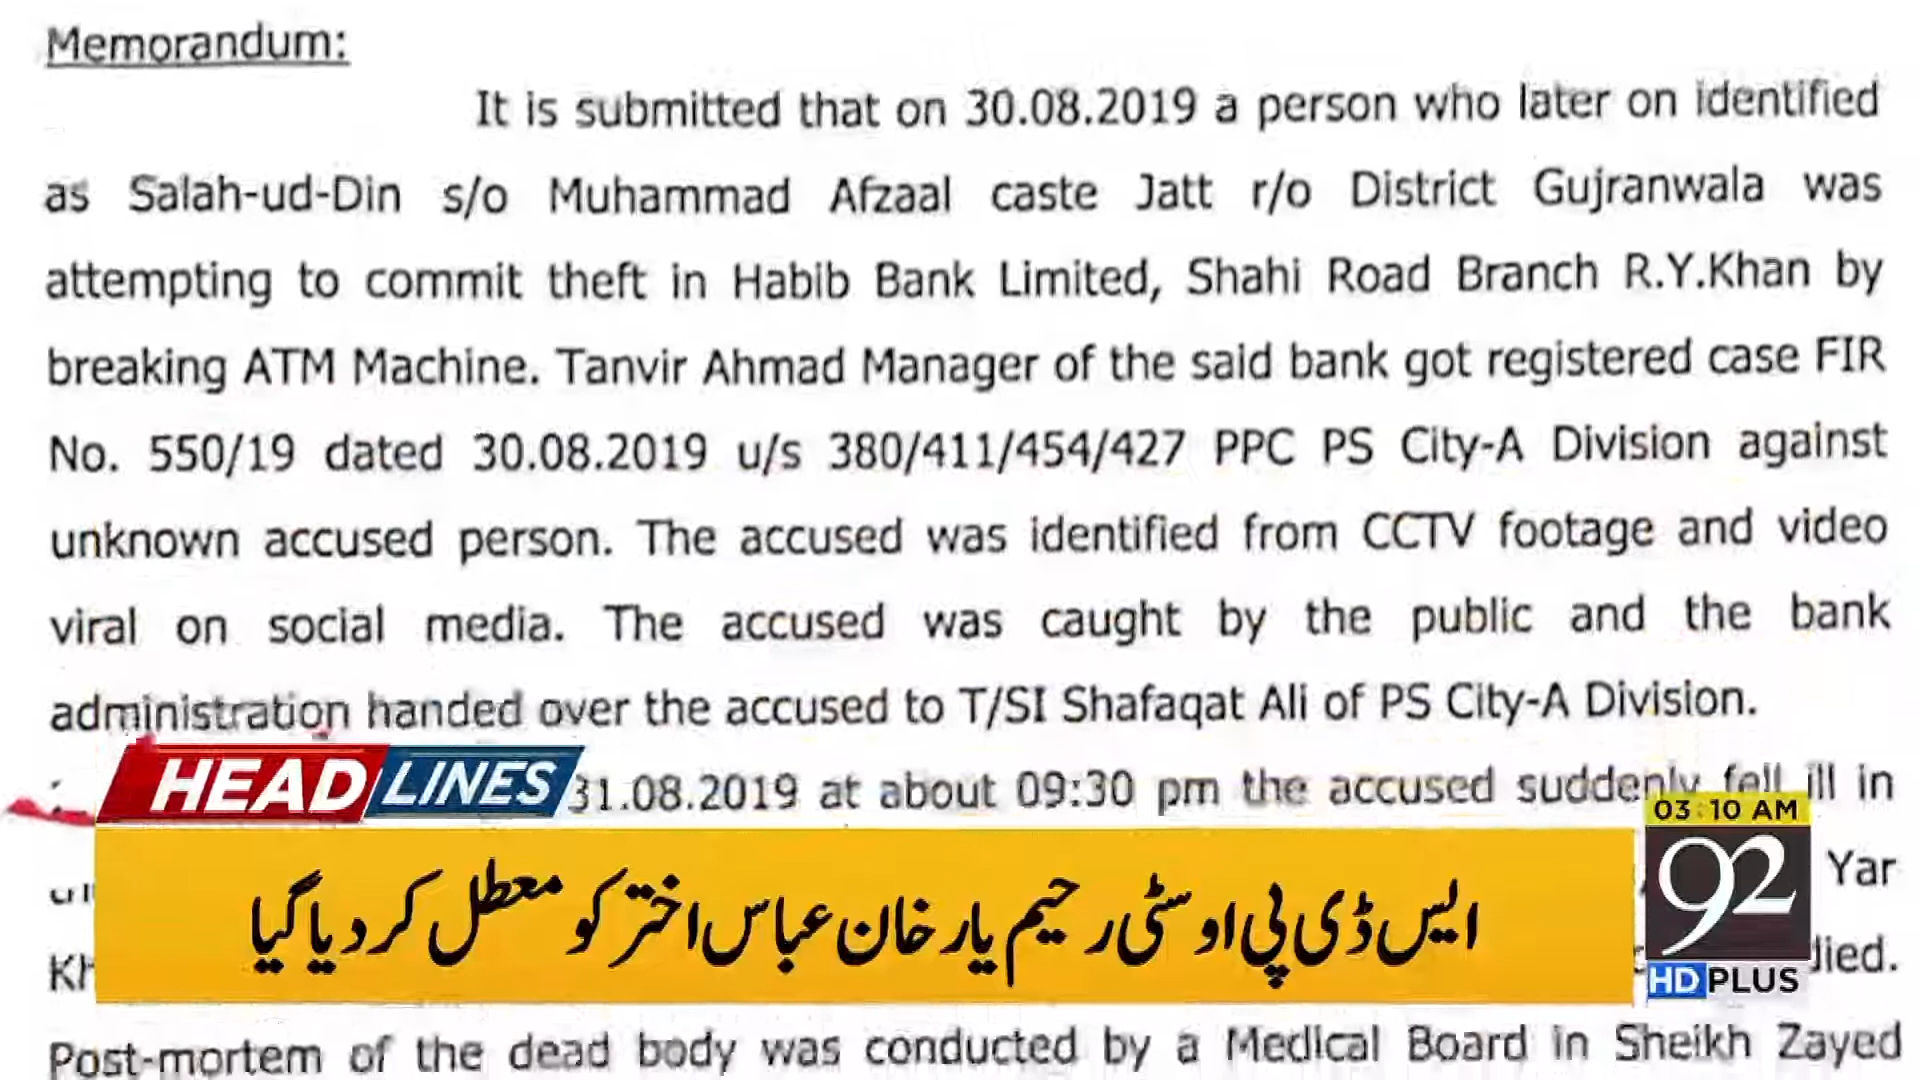 Memorandum:
It is submitted that on 30.08.2019 a person who later on identified
as Salah-ud-Din s/o Muhammad Afzaal caste Jatt r/o District Gujranwala was
attempting to commit theft in Habib Bank Limited, Shahi Road Branch R.Y.Khan by
breaking ATM Machine. Tanvir Ahmad Manager of the said bank got registered case FIR
No. 550/19 dated 30.08.2019 u/s 380/411/454/427 PPC PS City-A Division against
unknown accused person. The accused was identified from CCTV footage and video
viral on social media. The accused was caught by the public and the bank
administration handed over the accused to T/SI Shafaqat Ali of PS City-A Division.
HEADLINES
31.08.2019 at about 09:30 pm the accused suddenly fell ill in
03:10 AM
92
Yar
ایس ڈی پی او سٹی رحیم یار خان عباس اختر کو معطل کر دیا گیا
died.
HD PLUS
Post-mortem of the dead body was conducted by a Medical Board in Sheikh Zayed